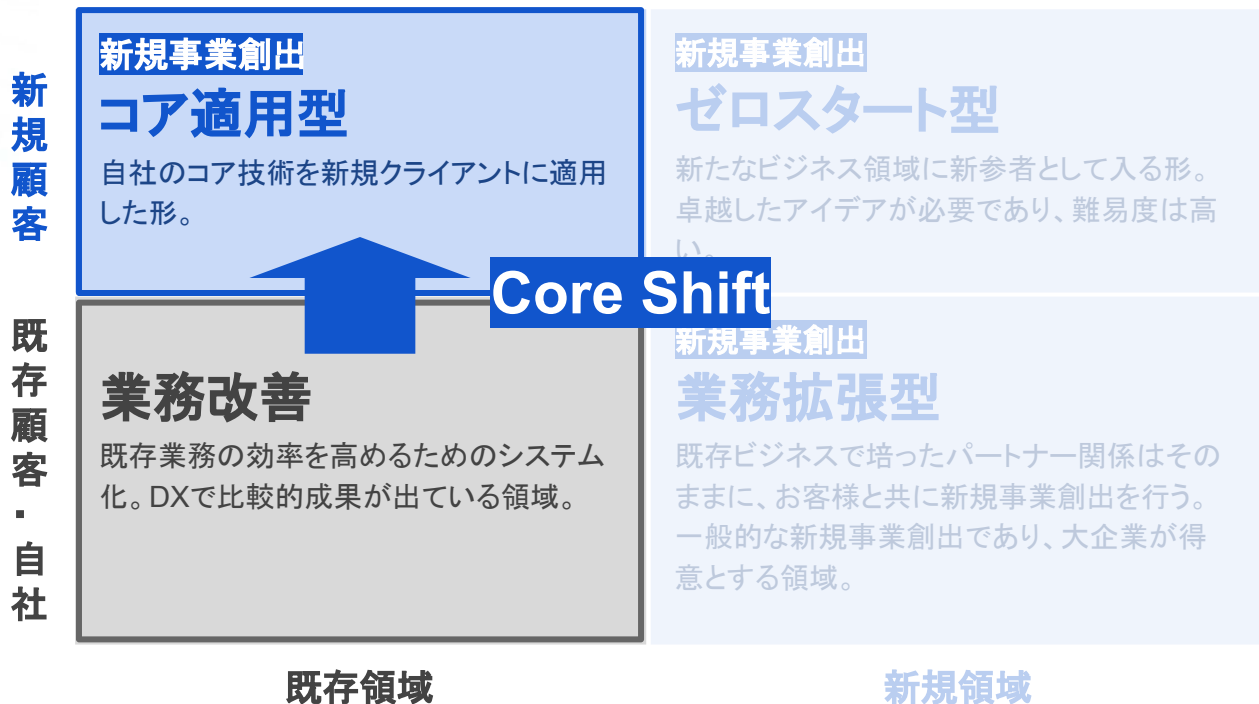 新規顧客
新規事業創出
コア適用型
自社のコア技術を新規クライアントに適用
した形。
新規事業創出
ゼロスタート型
新たなビジネス領域に新参者として入る形。
卓越したアイデアが必要であり、難易度は高
い。
Core Shift
既存顧客・自社
業務改善
既存業務の効率を高めるためのシステム
化。DXで比較的成果が出ている領域。
新規事業創出
業務拡張型
既存ビジネスで培ったパートナー関係はその
ままに、お客様と共に新規事業創出を行う。
一般的な新規事業創出であり、大企業が得
意とする領域。
既存領域
新規領域